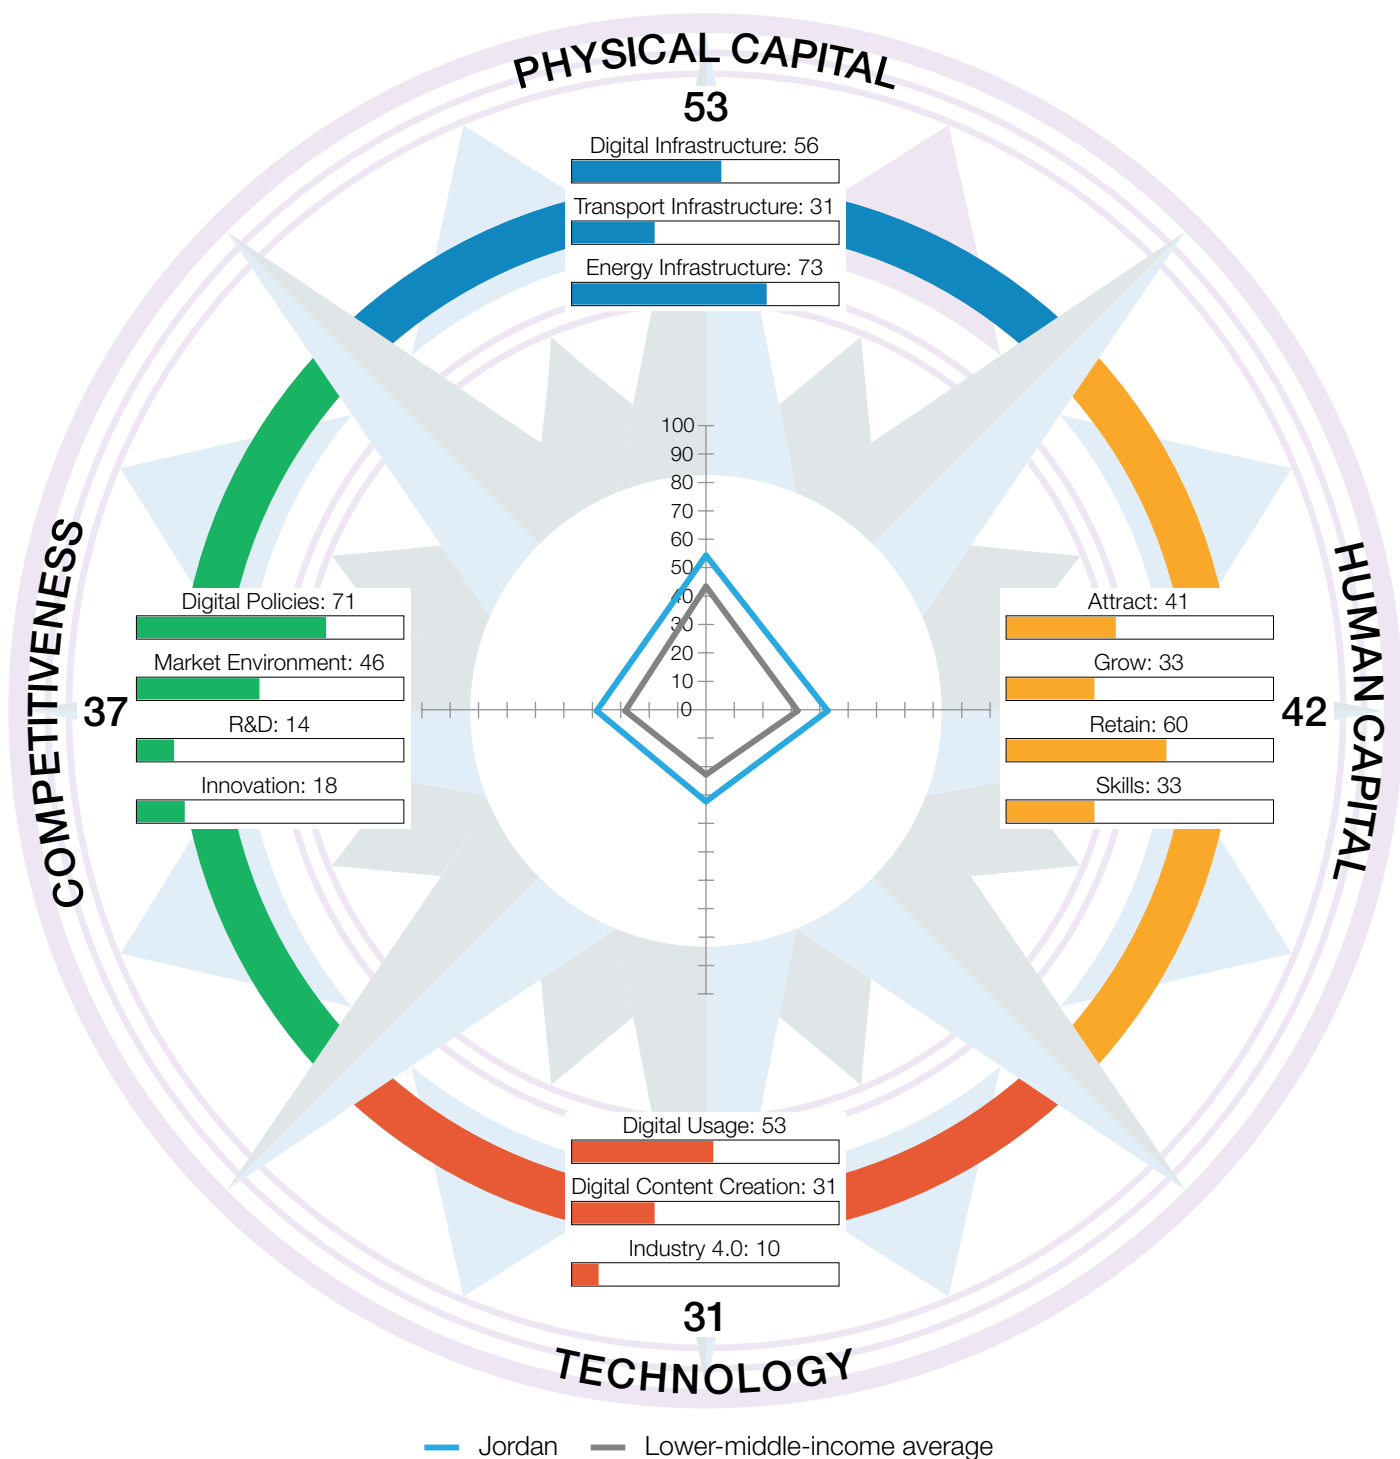 PHYSICAL CAPITAL
53
Digital Infrastructure: 56
Transport Infrastructure: 31
Energy Infrastructure: 73
100
90
80
70
60
50
40
30
20
10
0
COMPETITIVENESS
37
Digital Policies: 71
Market Environment: 46
R&D: 14
Innovation: 18
HUMAN CAPITAL
42
Attract: 41
Grow: 33
Retain: 60
Skills: 33
Digital Usage: 53
Digital Content Creation: 31
Industry 4.0: 10
31
TECHNOLOGY
Jordan
Lower-middle-income average